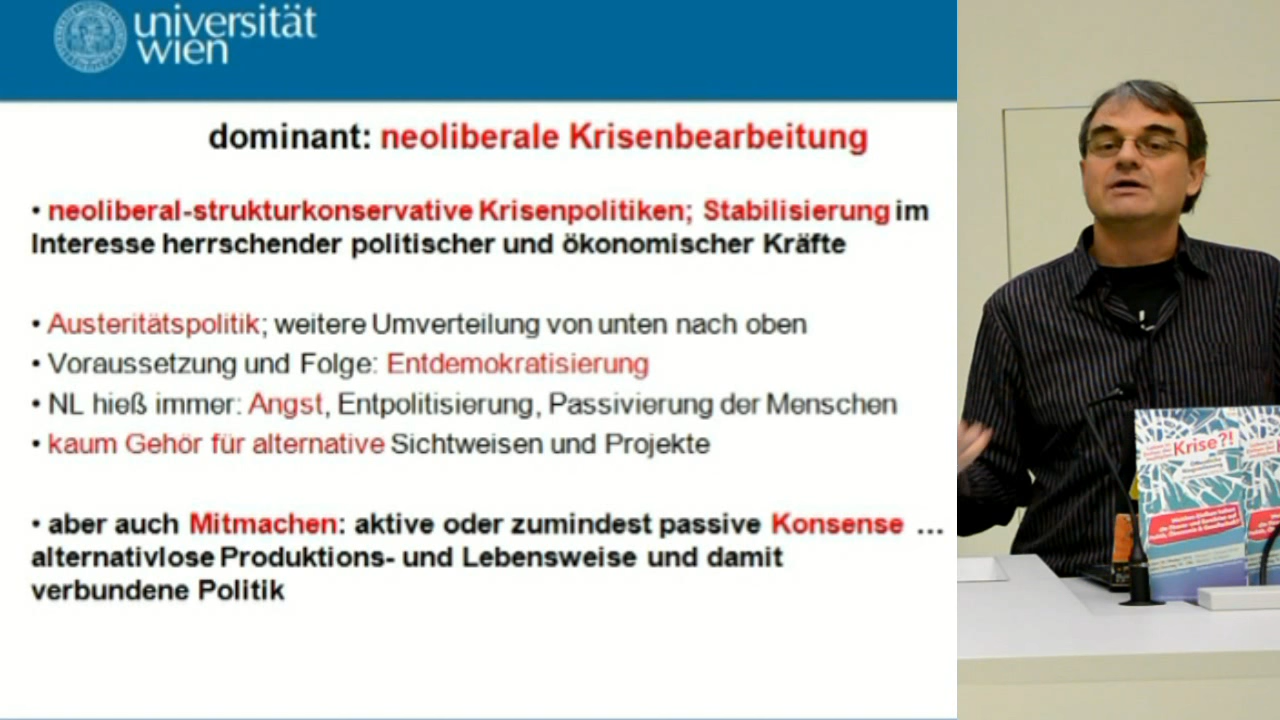 universität
wien
dominant: neoliberale Krisenbearbeitung
• neoliberal-strukturkonservative Krisenpolitiken; Stabilisierung im
Interesse herrschender politischer und ökonomischer Kräfte
• Austeritätspolitik; weitere Umverteilung von unten nach oben
• Voraussetzung und Folge: Entdemokratisierung
• NL hieß immer: Angst, Entpolitisierung, Passivierung der Menschen
• kaum Gehör für alternative Sichtweisen und Projekte
• aber auch Mitmachen: aktive oder zumindest passive Konsense …
alternativlose Produktions- und Lebensweise und damit
verbundene Politik
Krise?!
Öffentliche
Ringvorlesung